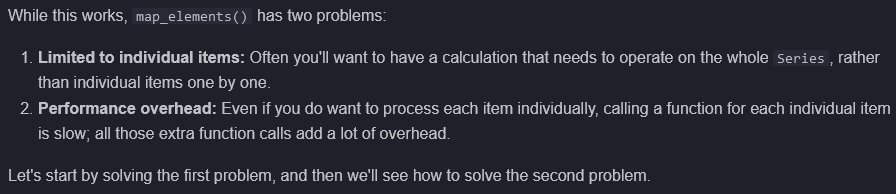 While this works, map_elements() has two problems:
1. Limited to individual items: Often you'll want to have a calculation that needs to operate on the whole Series, rather
than individual items one by one.
2. Performance overhead: Even if you do want to process each item individually, calling a function for each individual item
is slow; all those extra function calls add a lot of overhead.
Let's start by solving the first problem, and then we'll see how to solve the second problem.